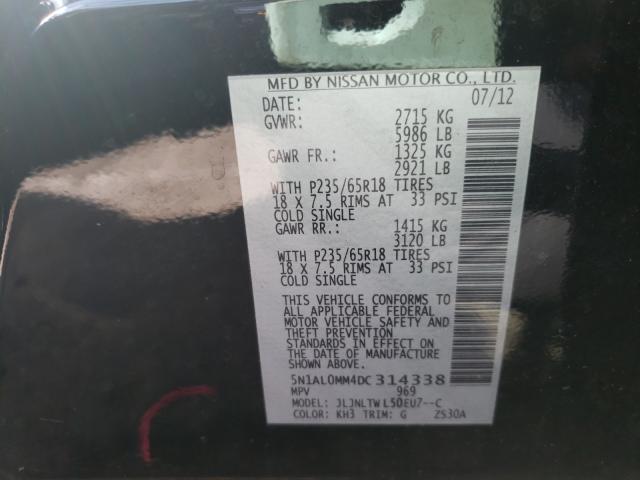 MFD BY NISSAN MOTOR CO., LTD.
DATE: 07/12
GVWR: 2715 KG
5986 LB
GAWR FR.: 1325 KG
2921 LB
WITH P235/65R18 TIRES
18 X 7.5 RIMS AT 33 PSI
COLD SINGLE
GAWR RR.: 1415 KG
3120 LB
WITH P235/65R18 TIRES
18 X 7.5 RIMS AT 33 PSI
COLD SINGLE
THIS VEHICLE CONFORMS TO
ALL APPLICABLE FEDERAL
MOTOR VEHICLE SAFETY AND
THEFT PREVENTION
STANDARDS IN EFFECT ON
THE DATE OF MANUFACTURE
SHOWN ABOVE.
5N1AL0MM4DC314338
MPV 969
MODEL: JLJNLTWL50EU7--C
COLOR: KH3 TRIM: G ZS30A